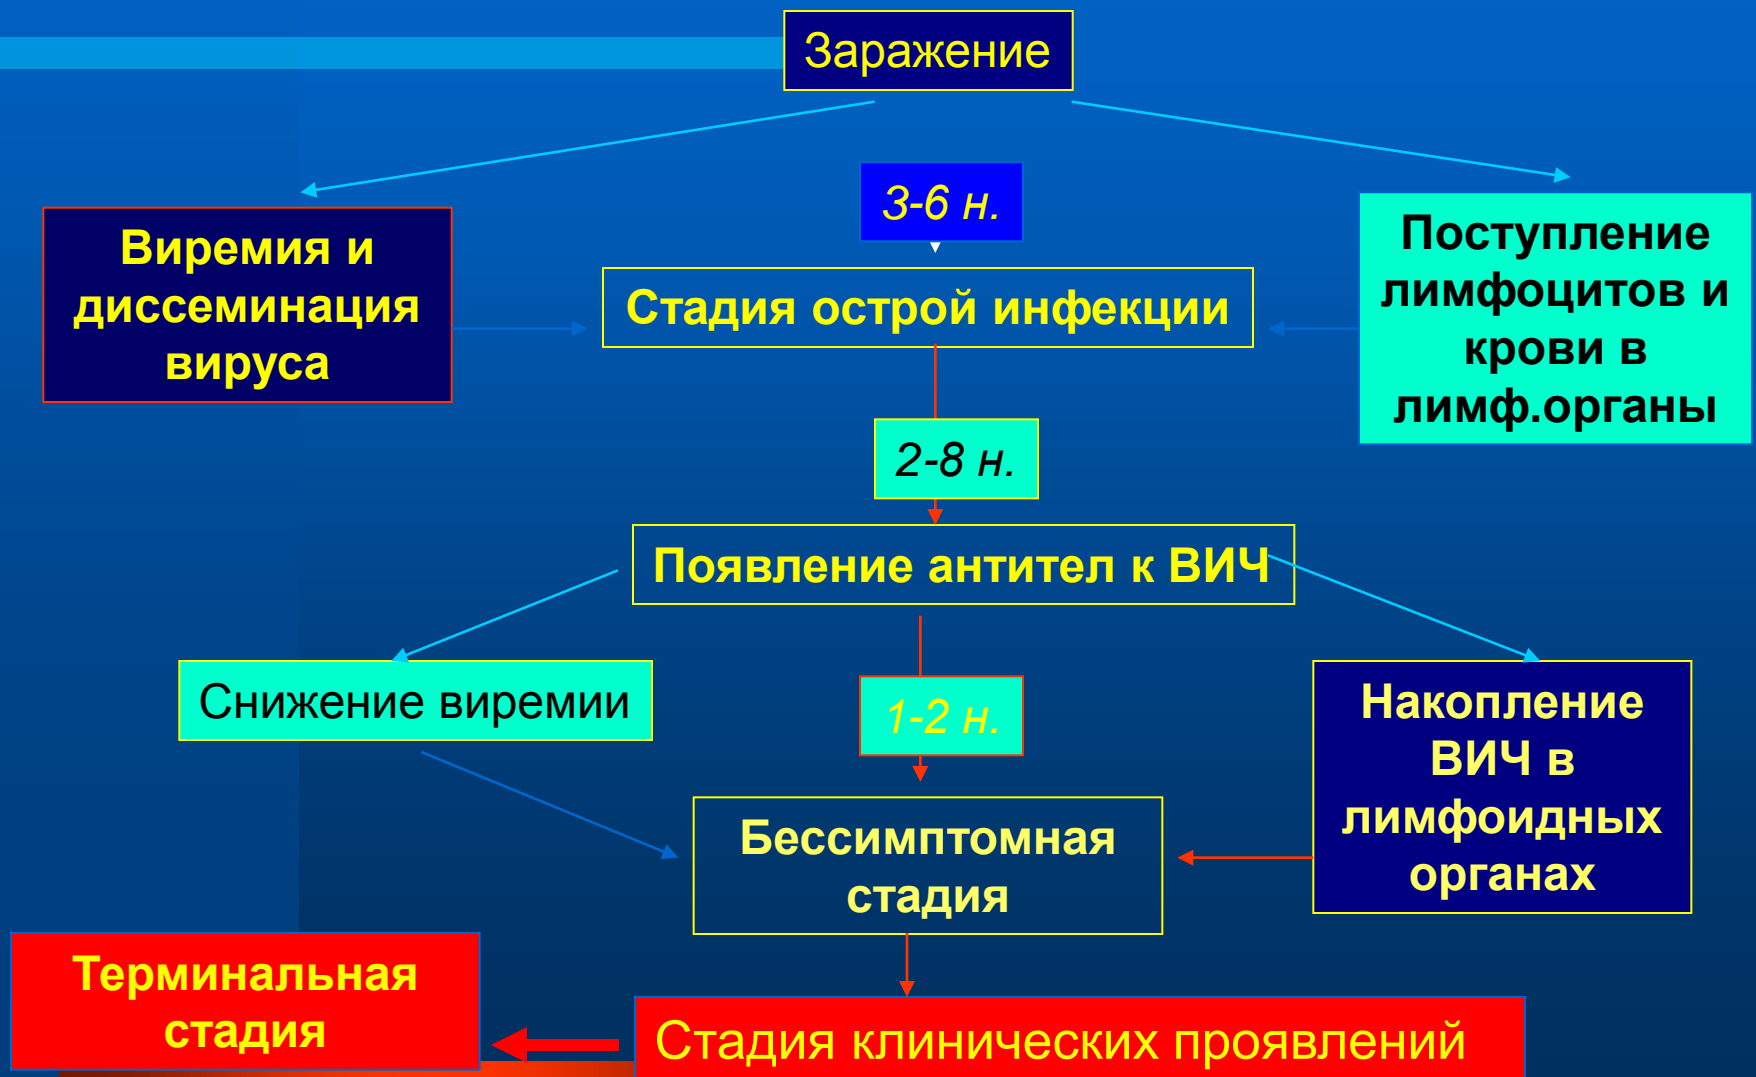 Заражение
3-6 н.
Виремия и
диссеминация
вируса
Стадия острой инфекции
Поступление
лимфоцитов и
крови в
лимф.органы
2-8 н.
Появление антител к ВИЧ
Снижение виремии
1-2 н.
Накопление
ВИЧ в
лимфоидных
органах
Бессимптомная
стадия
Терминальная
стадия
Стадия клинических проявлений